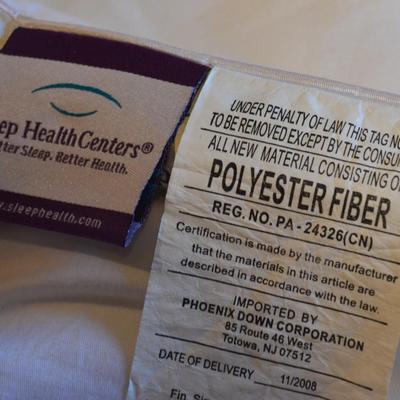 ep HealthCenters®
ter Sleep. Better Health.
.sleephealth.com
UNDER PENALTY OF LAW THIS TAG NO
TO BE REMOVED EXCEPT BY THE CONSU
ALL NEW MATERIAL CONSISTING O
POLYESTER FIBER
REG. NO. PA - 24326(CN)
Certification is made by the manufacturer
that the materials in this article are
described in accordance with the law.
IMPORTED BY
PHOENIX DOWN CORPORATION
85 Route 46 West
Totowa, NJ 07512
DATE OF DELIVERY 11/2008